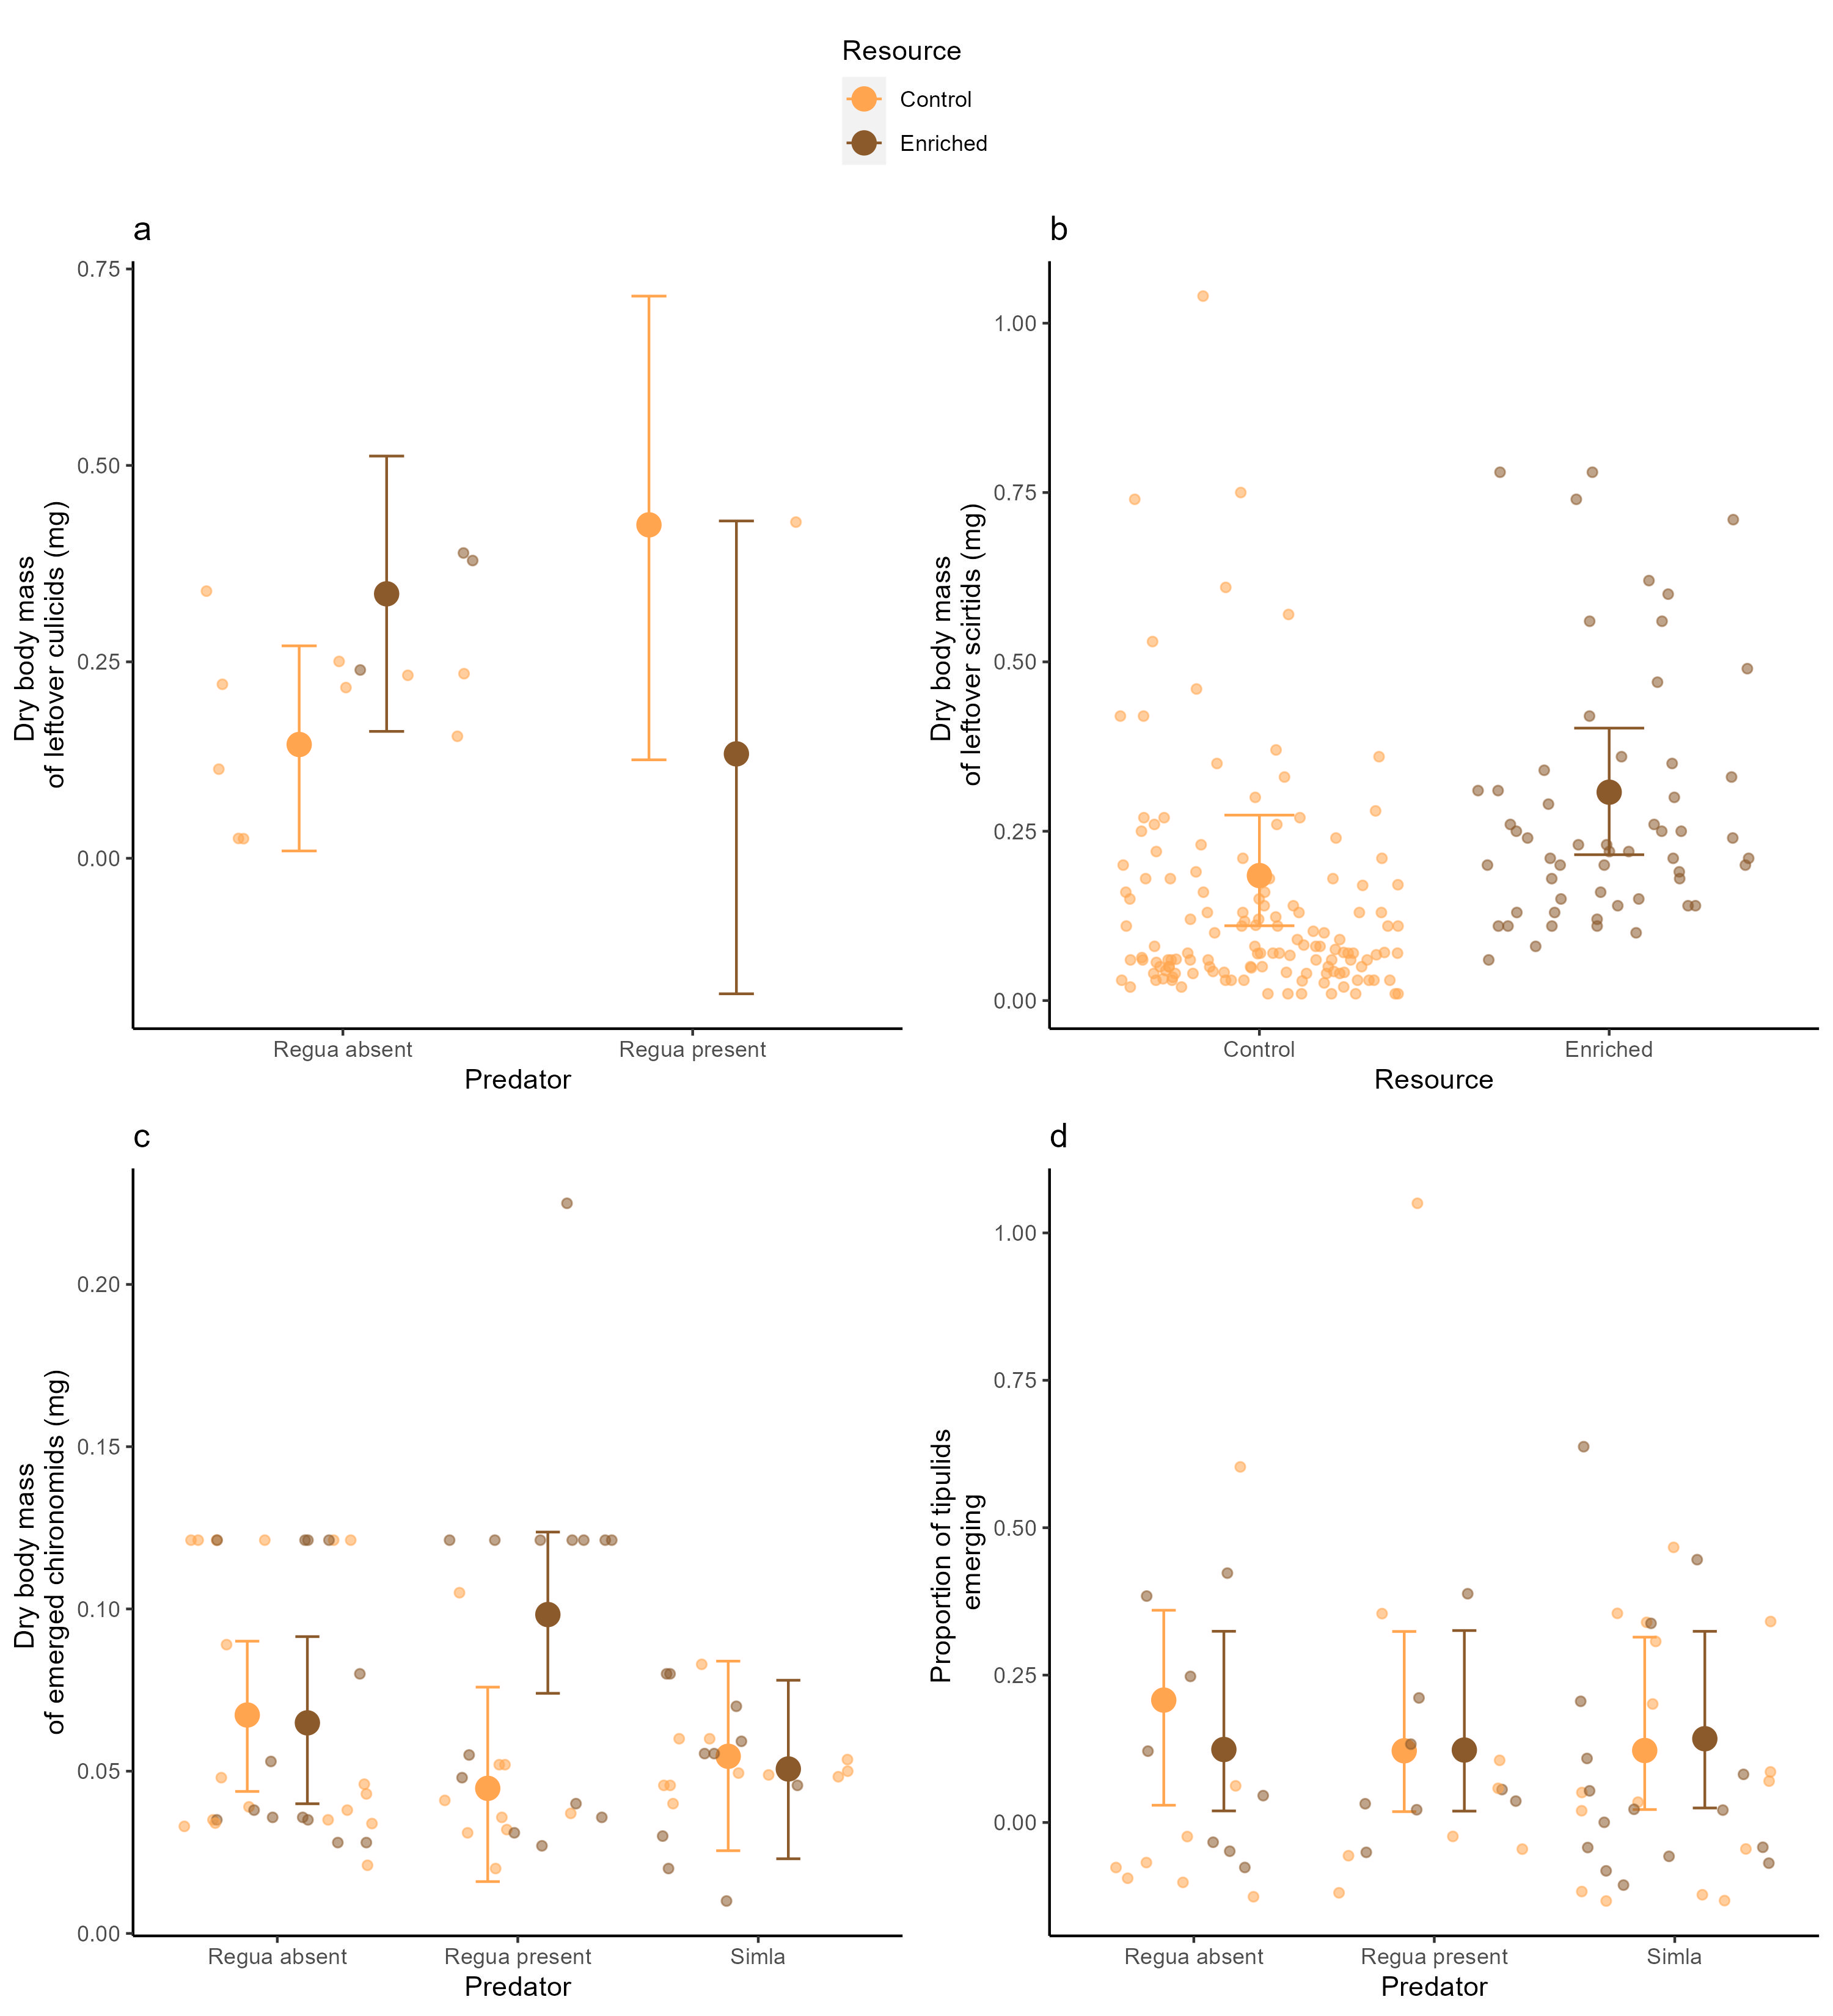 Resource
Control
Enriched
a
0.75
0.50
0.25
0.00
Dry body mass
of leftover culicids (mg)
Regua absent
Regua present
Predator
b
1.00
0.75
0.50
0.25
0.00
Dry body mass
of leftover scirtids (mg)
Control
Enriched
Resource
c
0.20
0.15
0.10
0.05
0.00
Dry body mass
of emerged chironomids (mg)
Regua absent
Regua present
Simla
Predator
d
1.00
0.75
0.50
0.25
0.00
Proportion of tipulids
emerging
Regua absent
Regua present
Simla
Predator